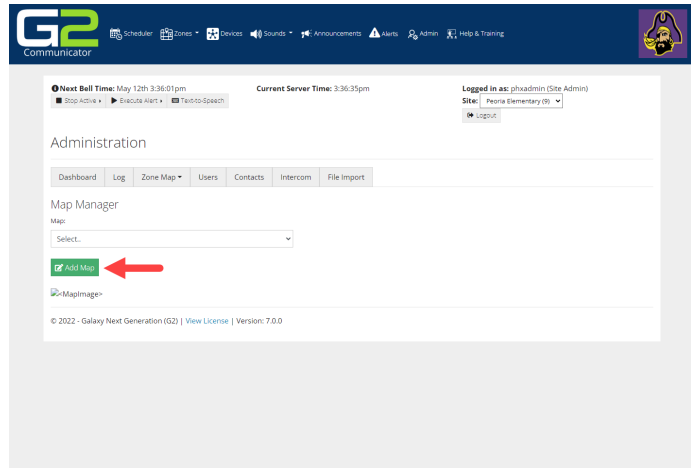 G2
Communicator
Scheduler Zones Devices Sounds Announcements Alerts Admin Help & Training
Next Bell Time: May 12th 3:36:01pm Current Server Time: 3:36:35pm Logged in as: phxadmin (Site Admin)
Stop Active Execute Alert Text-to-Speech Site: Peoria Elementary (9)
Logout
Administration
Dashboard Log Zone Map Users Contacts Intercom File Import
Map Manager
Map:
Select..
Add Map
<MapImage>
© 2022 - Galaxy Next Generation (G2) | View License | Version: 7.0.0